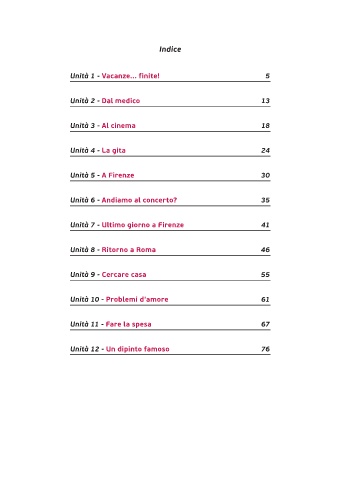 Indice
Unità 1 - Vacanze... finite! 5
Unità 2 - Dal medico 13
Unità 3 - Al cinema 18
Unità 4 - La gita 24
Unità 5 - A Firenze 30
Unità 6 - Andiamo al concerto? 35
Unità 7 - Ultimo giorno a Firenze 41
Unità 8 - Ritorno a Roma 46
Unità 9 - Cercare casa 55
Unità 10 - Problemi d'amore 61
Unità 11 - Fare la spesa 67
Unità 12 - Un dipinto famoso 76